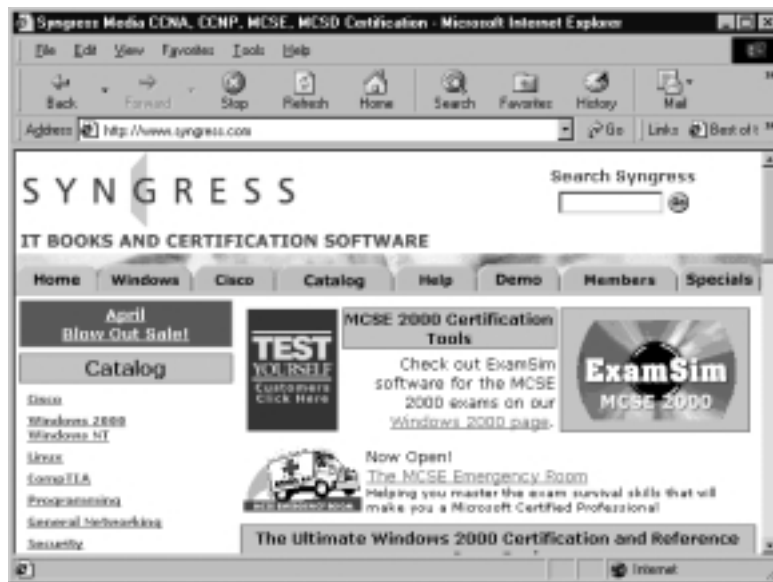 Syngress Media CCNA, CCNP, MCSE, MCSD Certification - Microsoft Internet Explorer
File Edit View Favorites Tools Help
Back Forward Stop Refresh Home Search Favorites History Mail
Address http://www.syngress.com Go Links Best of t
SYNGRESS
Search Syngress
Go
IT BOOKS AND CERTIFICATION SOFTWARE
Home Windows Cisco Catalog Help Demo Members Specials
April
Blow Out Sale!
Catalog
Cisco
Windows 2000
Windows NT
Linux
CompTIA
Programming
General Networking
Security
TEST
YOURSELF
Customers
Click Here
MCSE 2000 Certification
Tools
Check out ExamSim
software for the MCSE
2000 exams on our
Windows 2000 page.
ExamSim
MCSE 2000
MCSE EMERGENCY ROOM
Now Open!
The MCSE Emergency Room
Helping you master the exam survival skills that will
make you a Microsoft Certified Professional
The Ultimate Windows 2000 Certification and Reference
Internet